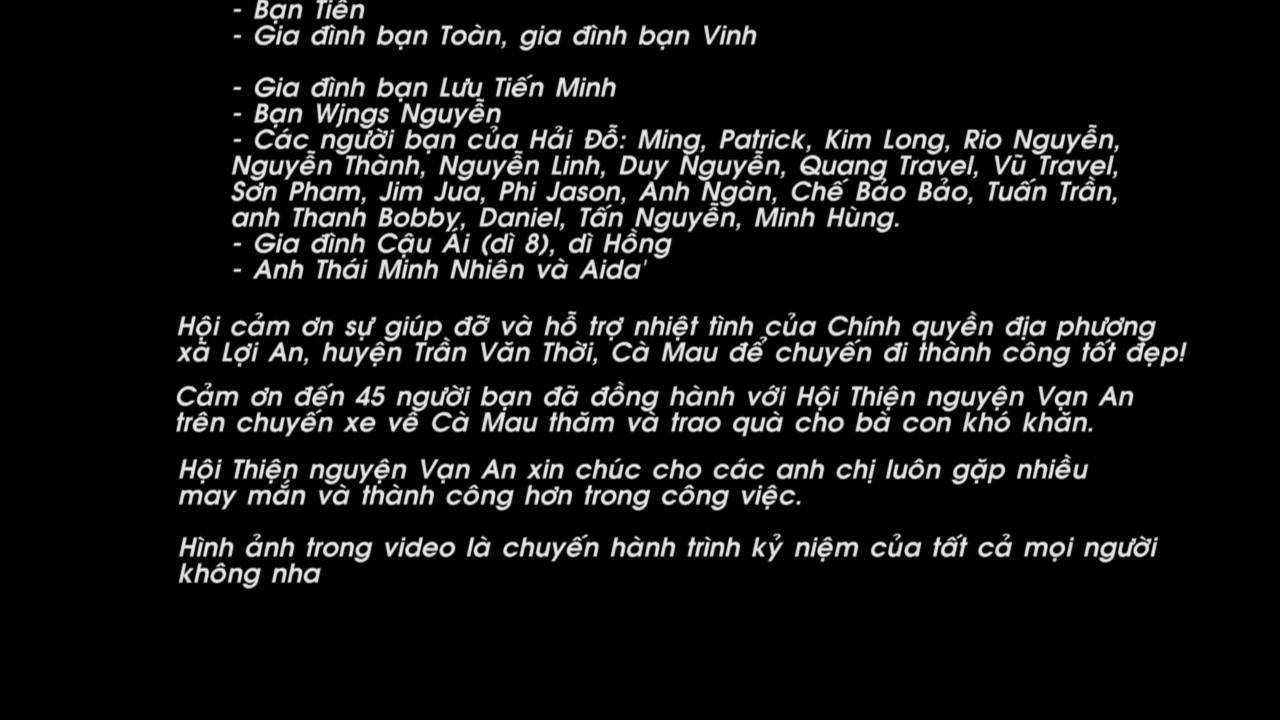 - Bạn Tiên
- Gia đình bạn Toàn, gia đình bạn Vinh
- Gia đình bạn Lưu Tiến Minh
- Bạn Wjngs Nguyễn
- Các người bạn của Hải Đỗ: Ming, Patrick, Kim Long, Rio Nguyễn,
Nguyễn Thành, Nguyễn Linh, Duy Nguyễn, Quang Travel, Vũ Travel,
Sơn Pham, Jim Jua, Phi Jason, Anh Ngàn, Chế Bảo Bảo, Tuấn Trần,
anh Thanh Bobby, Daniel, Tấn Nguyễn, Minh Hùng.
- Gia đình Cậu Ái (dì 8), dì Hồng
- Anh Thái Minh Nhiên và Aida'
Hội cảm ơn sự giúp đỡ và hỗ trợ nhiệt tình của Chính quyền địa phương
xã Lợi An, huyện Trần Văn Thời, Cà Mau để chuyến đi thành công tốt đẹp!
Cảm ơn đến 45 người bạn đã đồng hành với Hội Thiện nguyện Vạn An
trên chuyến xe về Cà Mau thăm và trao quà cho bà con khó khăn.
Hội Thiện nguyện Vạn An xin chúc cho các anh chị luôn gặp nhiều
may mắn và thành công hơn trong công việc.
Hình ảnh trong video là chuyến hành trình kỷ niệm của tất cả mọi người
không nha